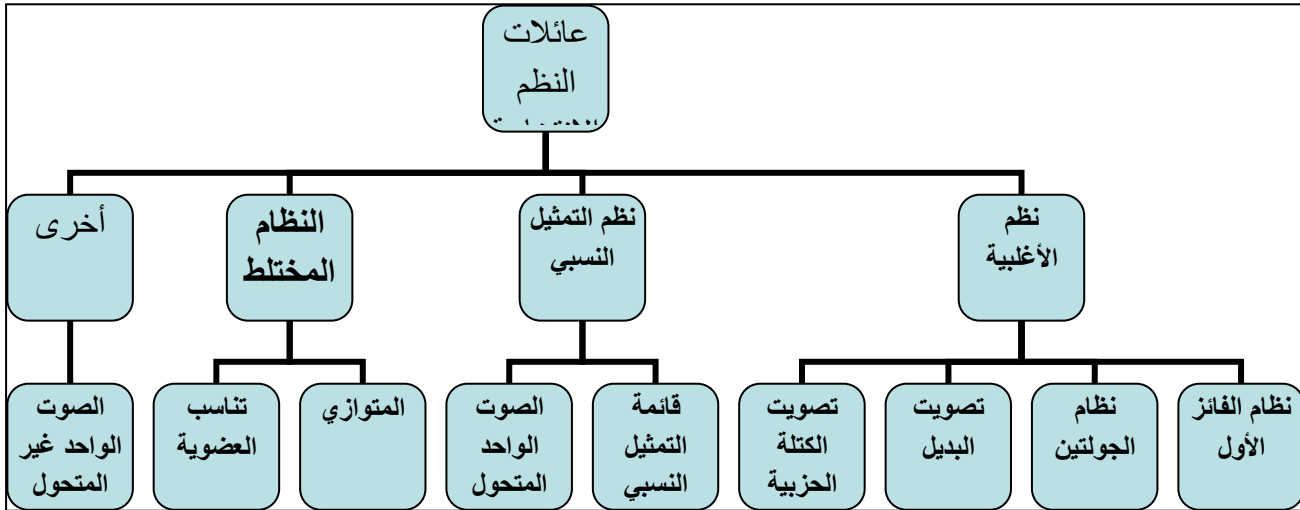 عائلات
النظم
نظم
الأغلبية
نظم التمثيل
النسبي
النظام
المختلط
أخرى
نظام الفائز
الأول
نظام
الجولتين
تصويت
البديل
تصويت
الكتلة
الحزبية
قائمة
التمثيل
النسبي
الصوت
الواحد
المتحول
المتوازي
تناسب
العضوية
الصوت
الواحد غير
المتحول